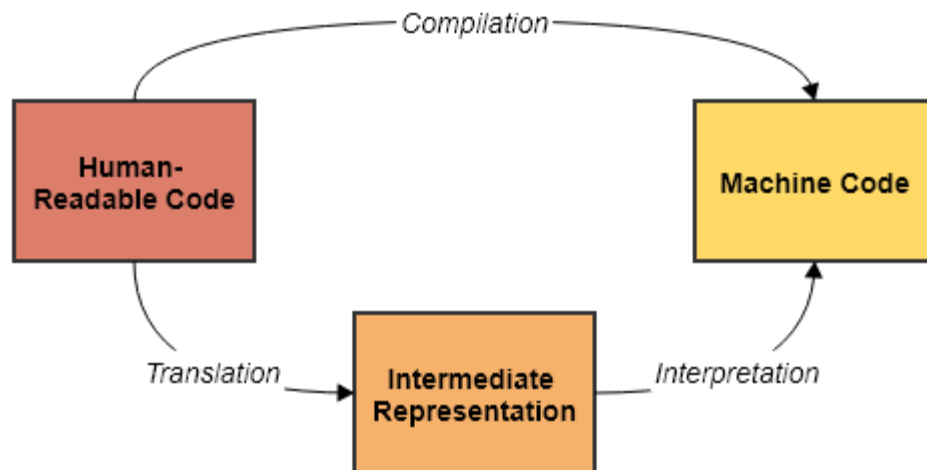 Compilation
Human-
Readable Code
Machine Code
Translation
Intermediate
Representation
Interpretation